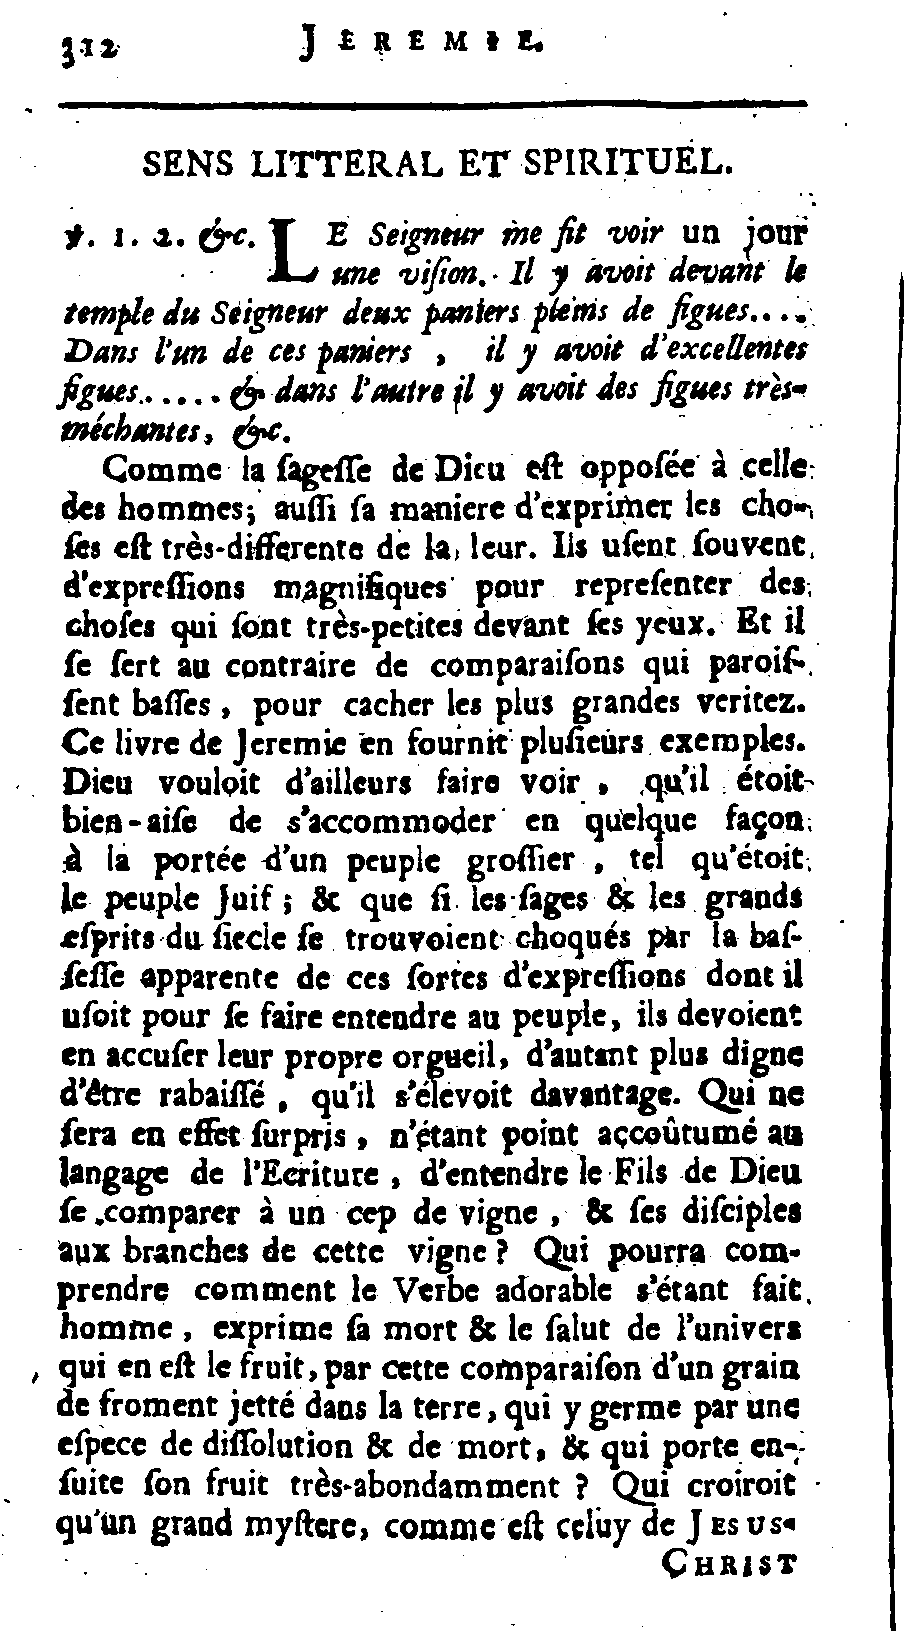 312 JEREMIE.
SENS LITTERAL ET SPIRITUEL.
℣. 1. 2. &c. LE Seigneur me fit voir un jour
une viſion. Il y avoit devant le
temple du Seigneur deux paniers pleins de figues....
Dans l'un de ces paniers, il y avoit d'excellentes
figues...... & dans l'autre il y avoit des figues très-
méchantes, &c.
Comme la ſageſſe de Dieu eſt oppoſée à celle
des hommes; auſſi ſa maniere d'exprimer les cho-
ſes eſt très-differente de la leur. Ils uſent ſouvent
d'expreſſions magnifiques pour repreſenter des
choſes qui ſont très-petites devant ſes yeux. Et il
ſe ſert au contraire de comparaiſons qui paroiſ-
ſent baſſes, pour cacher les plus grandes veritez.
Ce livre de Jeremie en fournit pluſieurs exemples.
Dieu vouloit d'ailleurs faire voir, qu'il étoit
bien-aiſe de s'accommoder en quelque façon
à la portée d'un peuple groſſier, tel qu'étoit
le peuple Juif; & que ſi les ſages & les grands
eſprits du ſiecle ſe trouvoient choqués par la baſ-
ſeſſe apparente de ces ſortes d'expreſſions dont il
uſoit pour ſe faire entendre au peuple, ils devoient
en accuſer leur propre orgueil, d'autant plus digne
d'être rabaiſſé, qu'il s'élevoit davantage. Qui ne
ſera en effet ſurpris, n'étant point accoûtumé au
langage de l'Ecriture, d'entendre le Fils de Dieu
ſe comparer à un cep de vigne, & ſes diſciples
aux branches de cette vigne? Qui pourra com-
prendre comment le Verbe adorable s'étant fait
homme, exprime ſa mort & le ſalut de l'univers
qui en eſt le fruit, par cette comparaiſon d'un grain
de froment jetté dans la terre, qui y germe par une
eſpece de diſſolution & de mort, & qui porte en-
ſuite ſon fruit très-abondamment? Qui croiroit
qu'un grand myſtere, comme eſt celuy de JESUS-
CHRIST